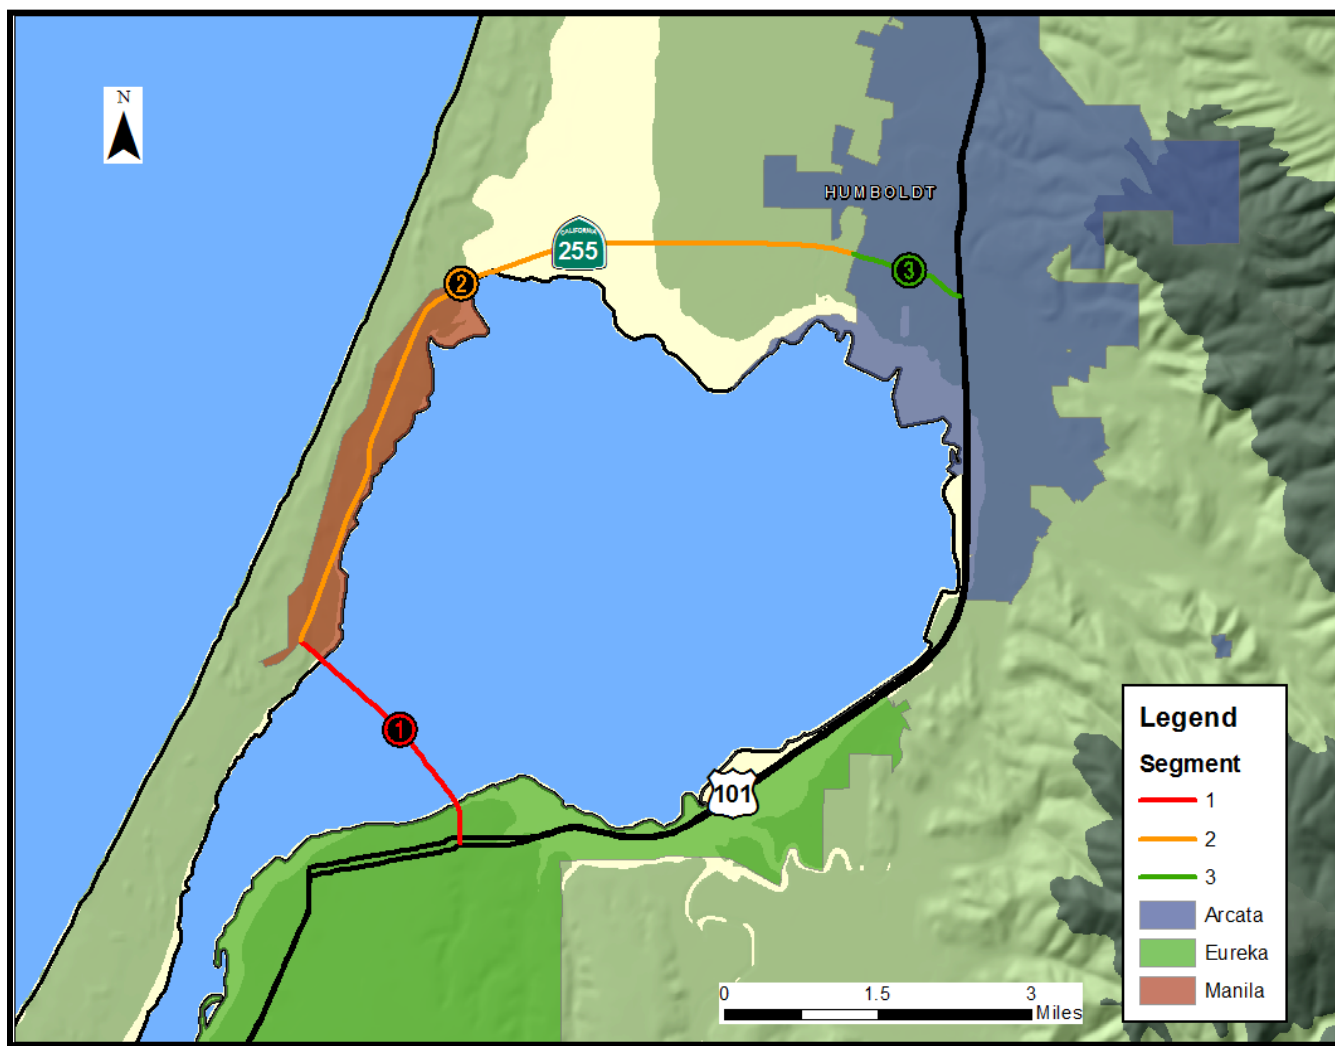 N
HUMBOLDT
CALIFORNIA
255
3
2
1
101
Legend
Segment
1
2
3
Arcata
Eureka
Manila
0 1.5 3
Miles